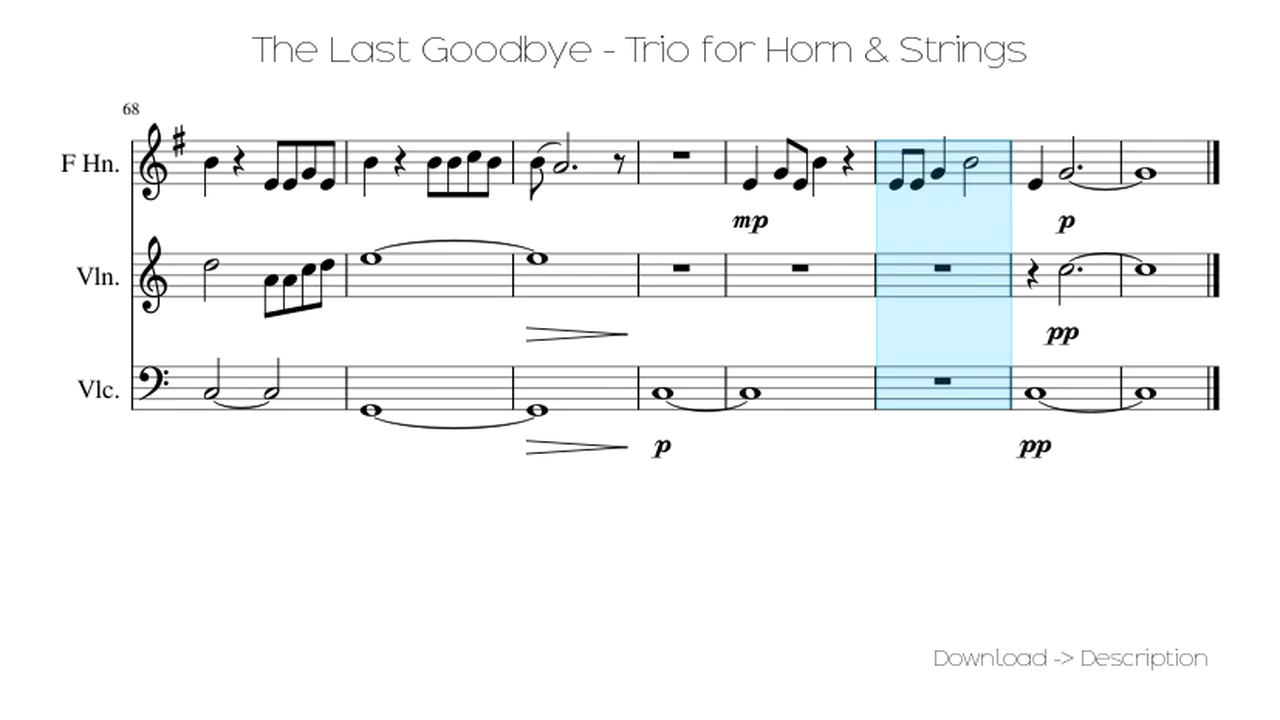 The Last Goodbye - Trio for Horn & Strings
68
F Hn.
mp
p
Vln.
pp
Vlc.
p
pp
Download -> Description